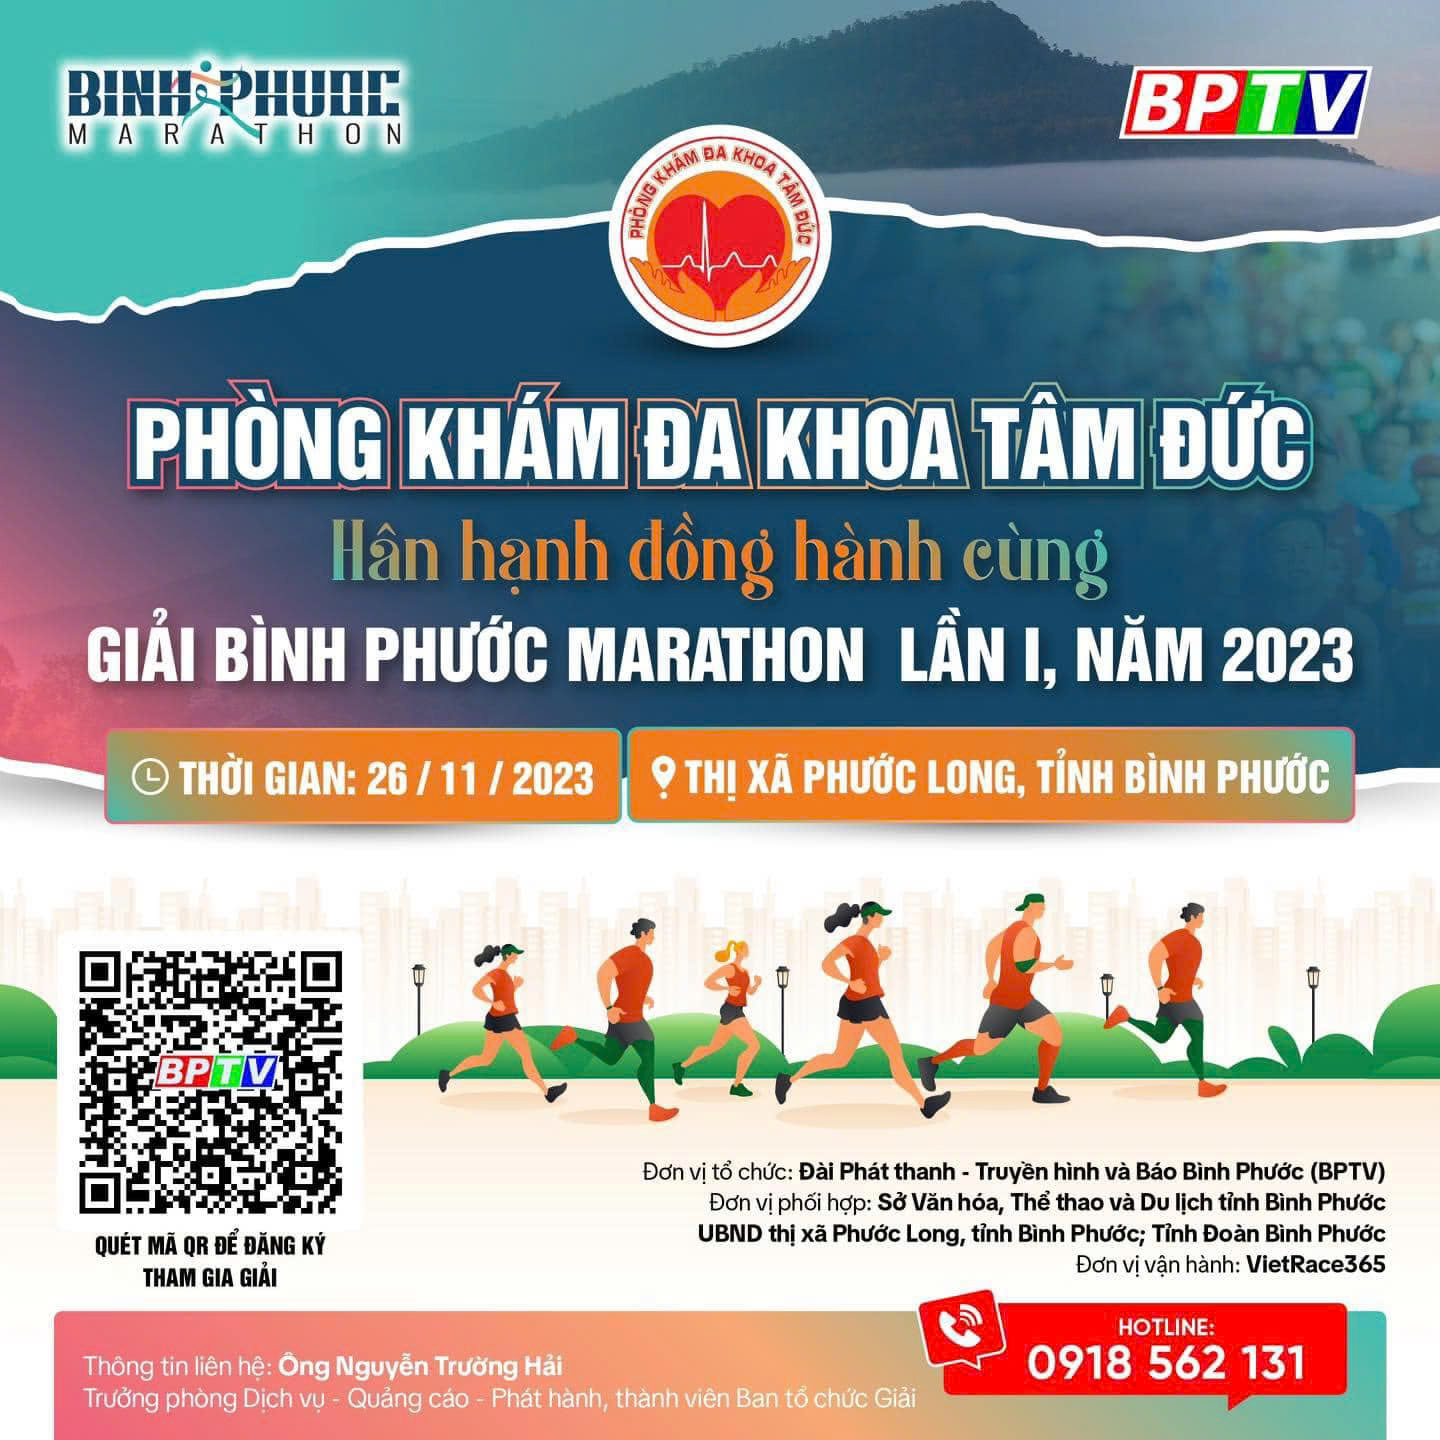 BINH PHUOC
MARATHON
BPTV
PHÒNG KHÁM ĐA KHOA TÂM ĐỨC
PHÒNG KHÁM ĐA KHOA TÂM ĐỨC
Hân hạnh đồng hành cùng
GIẢI BÌNH PHƯỚC MARATHON LẦN I, NĂM 2023
THỜI GIAN: 26 / 11 / 2023
THỊ XÃ PHƯỚC LONG, TỈNH BÌNH PHƯỚC
BPTV
QUÉT MÃ QR ĐỂ ĐĂNG KÝ
THAM GIA GIẢI
Đơn vị tổ chức: Đài Phát thanh - Truyền hình và Báo Bình Phước (BPTV)
Đơn vị phối hợp: Sở Văn hóa, Thể thao và Du lịch tỉnh Bình Phước
UBND thị xã Phước Long, tỉnh Bình Phước; Tỉnh Đoàn Bình Phước
Đơn vị vận hành: VietRace365
Thông tin liên hệ: Ông Nguyễn Trường Hải
Trưởng phòng Dịch vụ - Quảng cáo - Phát hành, thành viên Ban tổ chức Giải
HOTLINE:
0918 562 131